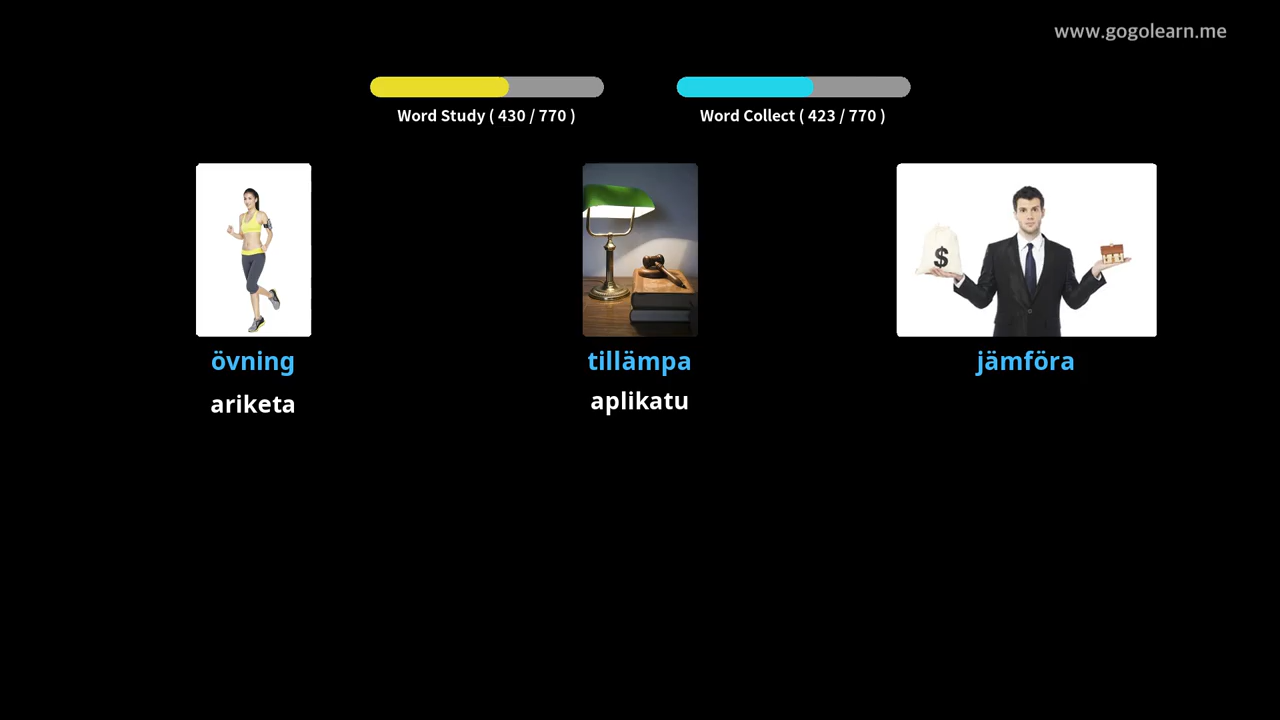 www.gogolearn.me
Word Study ( 430 / 770 )
Word Collect ( 423 / 770 )
övning
tillämpa
jämföra
ariketa
aplikatu
$